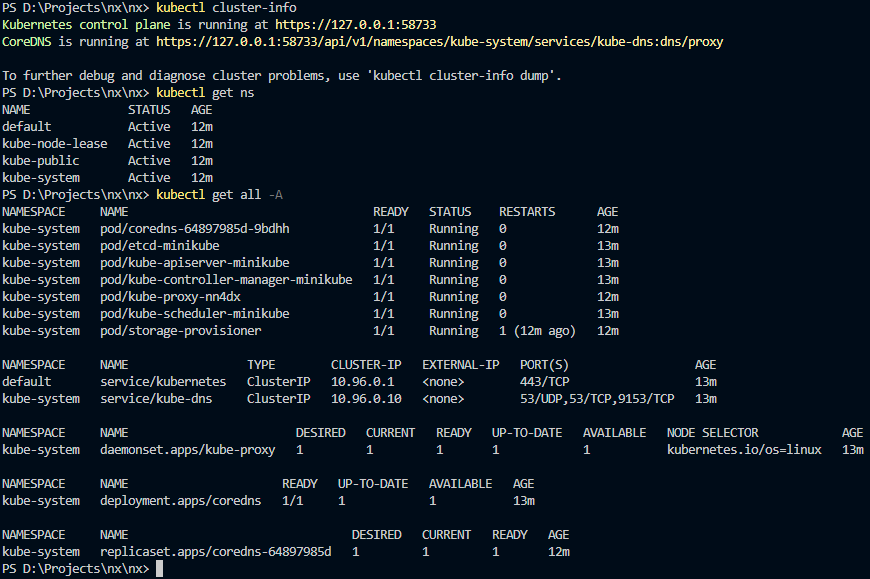 PS D:\Projects\nx\nx> kubectl cluster-info
Kubernetes control plane is running at https://127.0.0.1:58733
CoreDNS is running at https://127.0.0.1:58733/api/v1/namespaces/kube-system/services/kube-dns:dns/proxy

To further debug and diagnose cluster problems, use 'kubectl cluster-info dump'.
PS D:\Projects\nx\nx> kubectl get ns
NAME              STATUS   AGE
default           Active   12m
kube-node-lease   Active   12m
kube-public       Active   12m
kube-system       Active   12m
PS D:\Projects\nx\nx> kubectl get all -A
NAMESPACE     NAME                                   READY   STATUS    RESTARTS      AGE
kube-system   pod/coredns-64897985d-9bdhh            1/1     Running   0             12m
kube-system   pod/etcd-minikube                      1/1     Running   0             13m
kube-system   pod/kube-apiserver-minikube            1/1     Running   0             13m
kube-system   pod/kube-controller-manager-minikube   1/1     Running   0             13m
kube-system   pod/kube-proxy-nn4dx                   1/1     Running   0             12m
kube-system   pod/kube-scheduler-minikube            1/1     Running   0             13m
kube-system   pod/storage-provisioner                1/1     Running   1 (12m ago)   12m

NAMESPACE     NAME                 TYPE        CLUSTER-IP   EXTERNAL-IP   PORT(S)                  AGE
default       service/kubernetes   ClusterIP   10.96.0.1    <none>        443/TCP                  13m
kube-system   service/kube-dns     ClusterIP   10.96.0.10   <none>        53/UDP,53/TCP,9153/TCP   13m

NAMESPACE     NAME                        DESIRED   CURRENT   READY   UP-TO-DATE   AVAILABLE   NODE SELECTOR            AGE
kube-system   daemonset.apps/kube-proxy   1         1         1       1            1           kubernetes.io/os=linux   13m

NAMESPACE     NAME                      READY   UP-TO-DATE   AVAILABLE   AGE
kube-system   deployment.apps/coredns   1/1     1            1           13m

NAMESPACE     NAME                               DESIRED   CURRENT   READY   AGE
kube-system   replicaset.apps/coredns-64897985d   1         1         1       12m
PS D:\Projects\nx\nx>